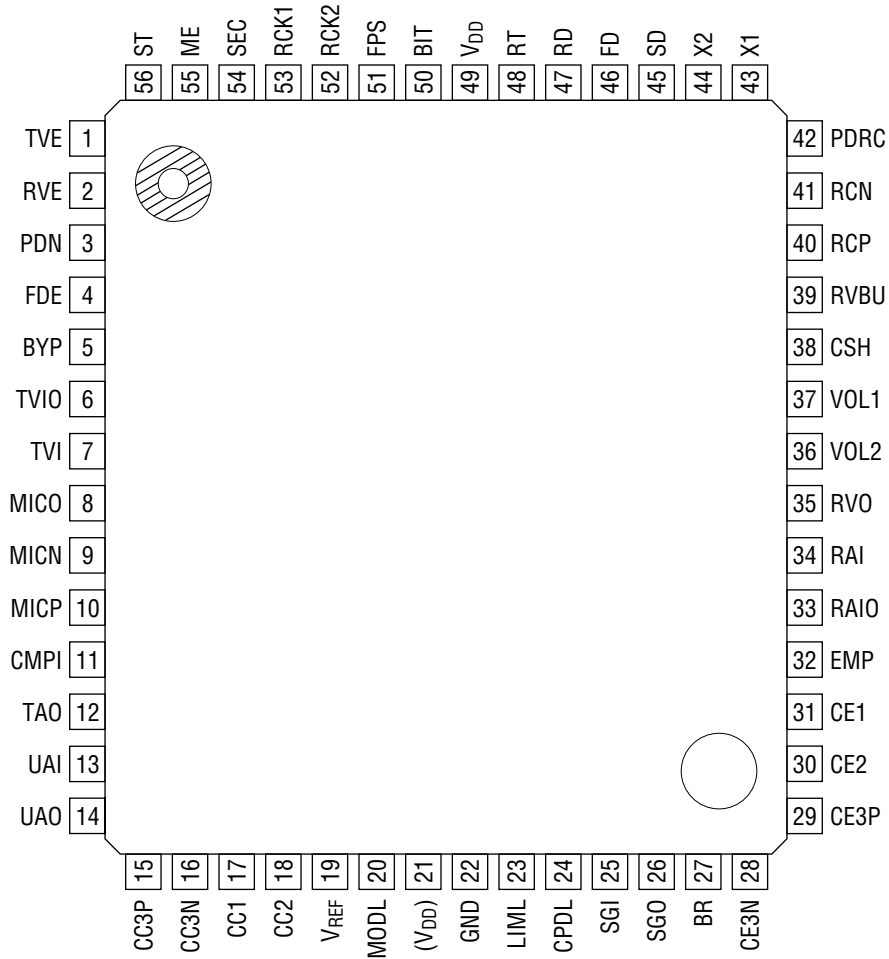 ST ME SEC RCK1 RCK2 FPS BIT VDD RT RD FD SD X2 X1
56 55 54 53 52 51 50 49 48 47 46 45 44 43
TVE 1 42 PDRC
RVE 2 41 RCN
PDN 3 40 RCP
FDE 4 39 RVBU
BYP 5 38 CSH
TVIO 6 37 VOL1
TVI 7 36 VOL2
MICO 8 35 RVO
MICN 9 34 RAI
MICP 10 33 RAIO
CMPI 11 32 EMP
TAO 12 31 CE1
UAI 13 30 CE2
UAO 14 29 CE3P
15 16 17 18 19 20 21 22 23 24 25 26 27 28
CC3P CC3N CC1 CC2 VREF MODL (VDD) GND LIML CPDL SGI SGO BR CE3N